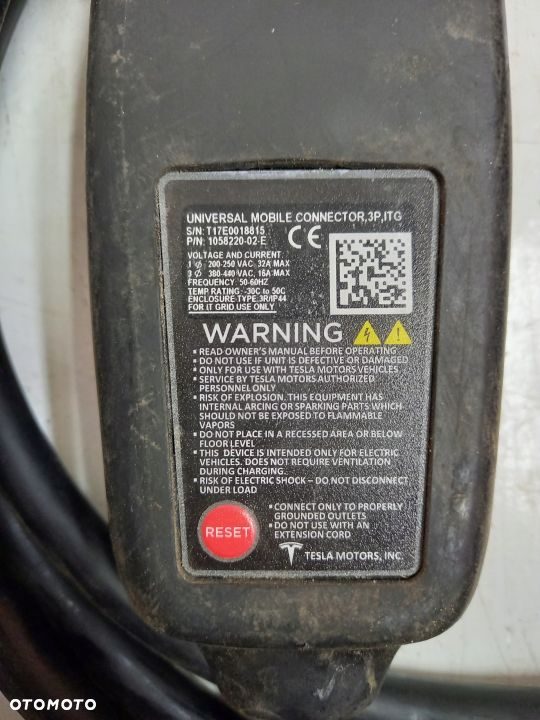 UNIVERSAL MOBILE CONNECTOR,3P,ITG
S/N: T17E0018815
P/N: 1058220-02-E
CE
VOLTAGE AND CURRENT
1 ϕ 200-250 VAC, 32A MAX
3 ϕ 380-440 VAC, 16A MAX
FREQUENCY: 50-60HZ
TEMP RATING: -30C to 50C
ENCLOSURE TYPE 3R/IP44
FOR IT GRID USE ONLY
WARNING
▪ READ OWNER'S MANUAL BEFORE OPERATING
▪ DO NOT USE IF UNIT IS DEFECTIVE OR DAMAGED
▪ ONLY FOR USE WITH TESLA MOTORS VEHICLES
▪ SERVICE BY TESLA MOTORS AUTHORIZED
PERSONNEL ONLY
▪ RISK OF EXPLOSION. THIS EQUIPMENT HAS
INTERNAL ARCING OR SPARKING PARTS WHICH
SHOULD NOT BE EXPOSED TO FLAMMABLE
VAPORS
▪ DO NOT PLACE IN A RECESSED AREA OR BELOW
FLOOR LEVEL
▪ THIS DEVICE IS INTENDED ONLY FOR ELECTRIC
VEHICLES. DOES NOT REQUIRE VENTILATION
DURING CHARGING.
▪ RISK OF ELECTRIC SHOCK – DO NOT DISCONNECT
UNDER LOAD
▪ CONNECT ONLY TO PROPERLY
GROUNDED OUTLETS
▪ DO NOT USE WITH AN
EXTENSION CORD
RESET
TESLA MOTORS, INC.
OTOMOTO